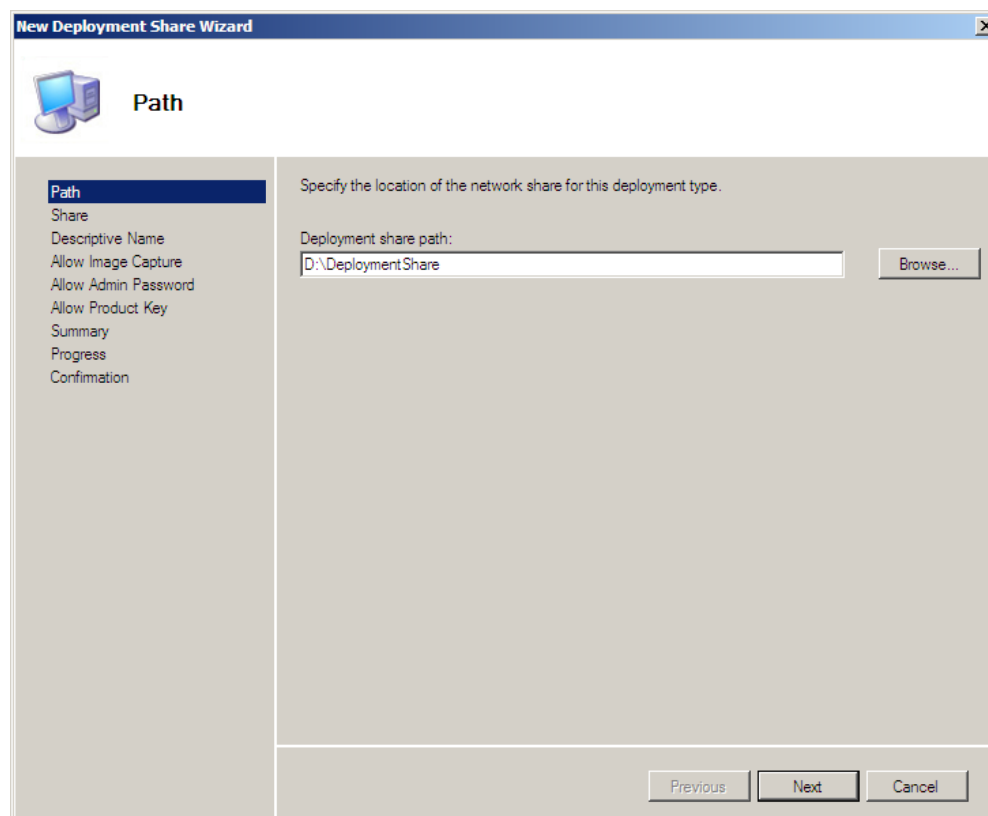 New Deployment Share Wizard
Path
Path
Share
Descriptive Name
Allow Image Capture
Allow Admin Password
Allow Product Key
Summary
Progress
Confirmation
Specify the location of the network share for this deployment type.
Deployment share path:
D:\DeploymentShare
Browse...
Previous
Next
Cancel